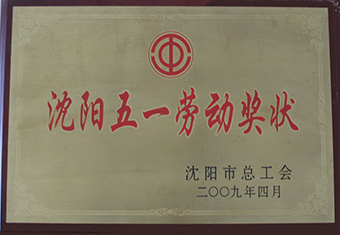 沈阳五一劳动奖状
沈阳市总工会
二〇〇九年四月